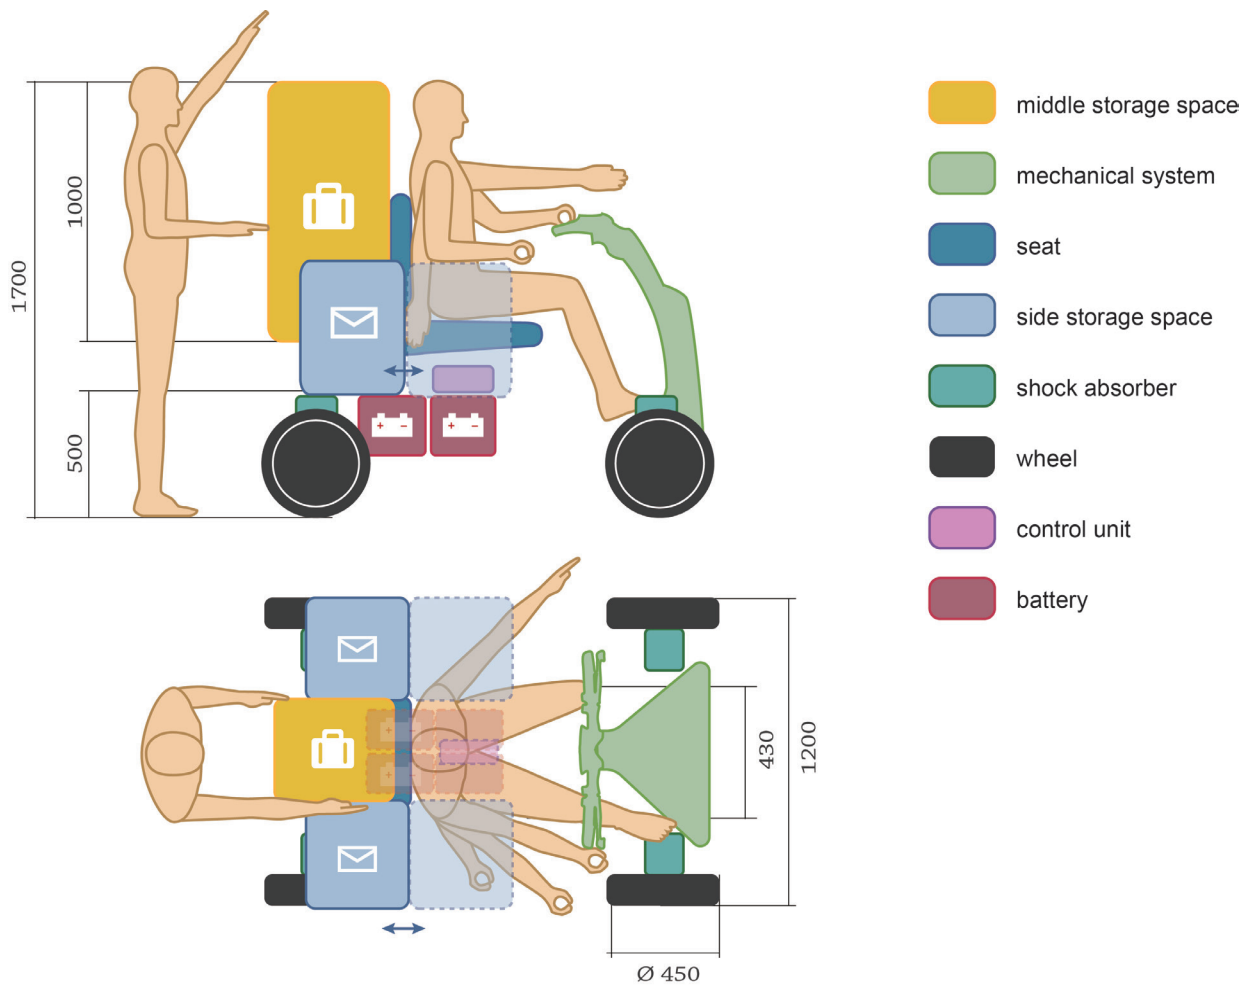 1700
1000
500
middle storage space
mechanical system
seat
side storage space
shock absorber
wheel
control unit
battery
+ −
+ −
+ −
+ −
430
1200
Ø 450